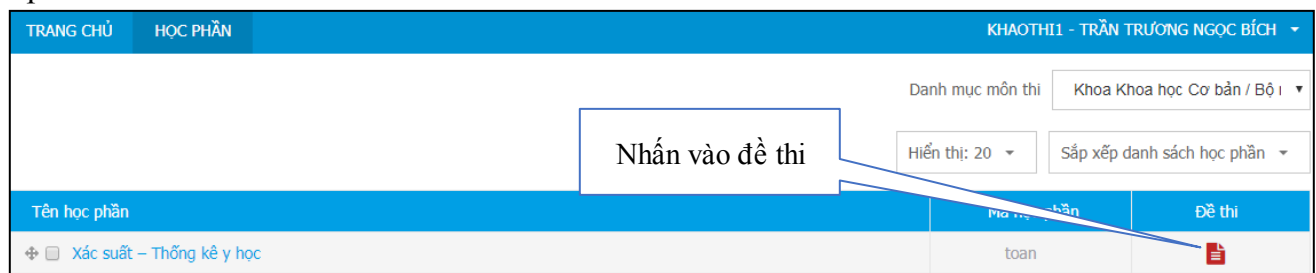 TRANG CHỦ HỌC PHẦN KHAOTHI1 - TRẦN TRƯƠNG NGỌC BÍCH
Danh mục môn thi Khoa Khoa học Cơ bản / Bộ
Nhấn vào đề thi
Hiển thị: 20 Sắp xếp danh sách học phần
Tên học phần Mã phần Đề thi
Xác suất – Thống kê y học toan